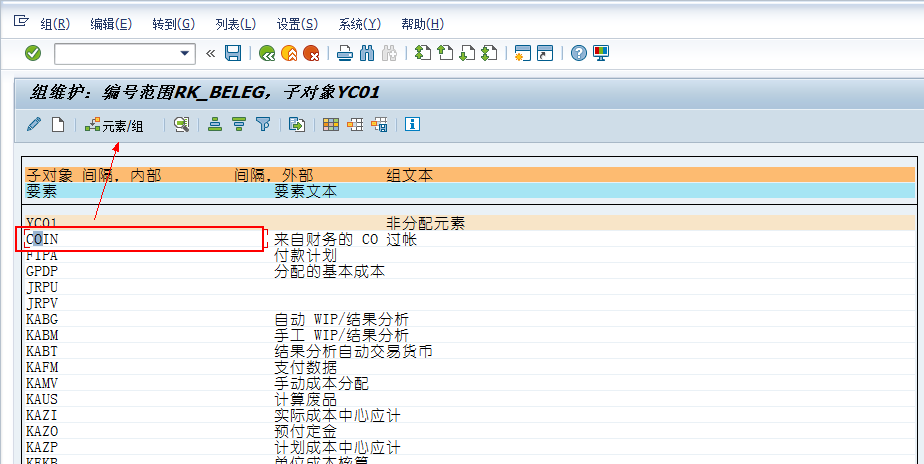 组(R) 编辑(E) 转到(G) 列表(L) 设置(S) 系统(Y) 帮助(H)
组维护：编号范围RK_BELEG，子对象YC01
元素/组
子对象 间隔，内部 间隔，外部 组文本
要素 要素文本
YC01 非分配元素
COIN 来自财务的 CO 过帐
FIPA 付款计划
GPDP 分配的基本成本
JRPU
JRPV
KABG 自动 WIP/结果分析
KABM 手工 WIP/结果分析
KABT 结果分析自动交易货币
KAFM 支付数据
KAMV 手动成本分配
KAUS 计算废品
KAZI 实际成本中心应计
KAZO 预付定金
KAZP 计划成本中心应计
KEKB 单位成本核算